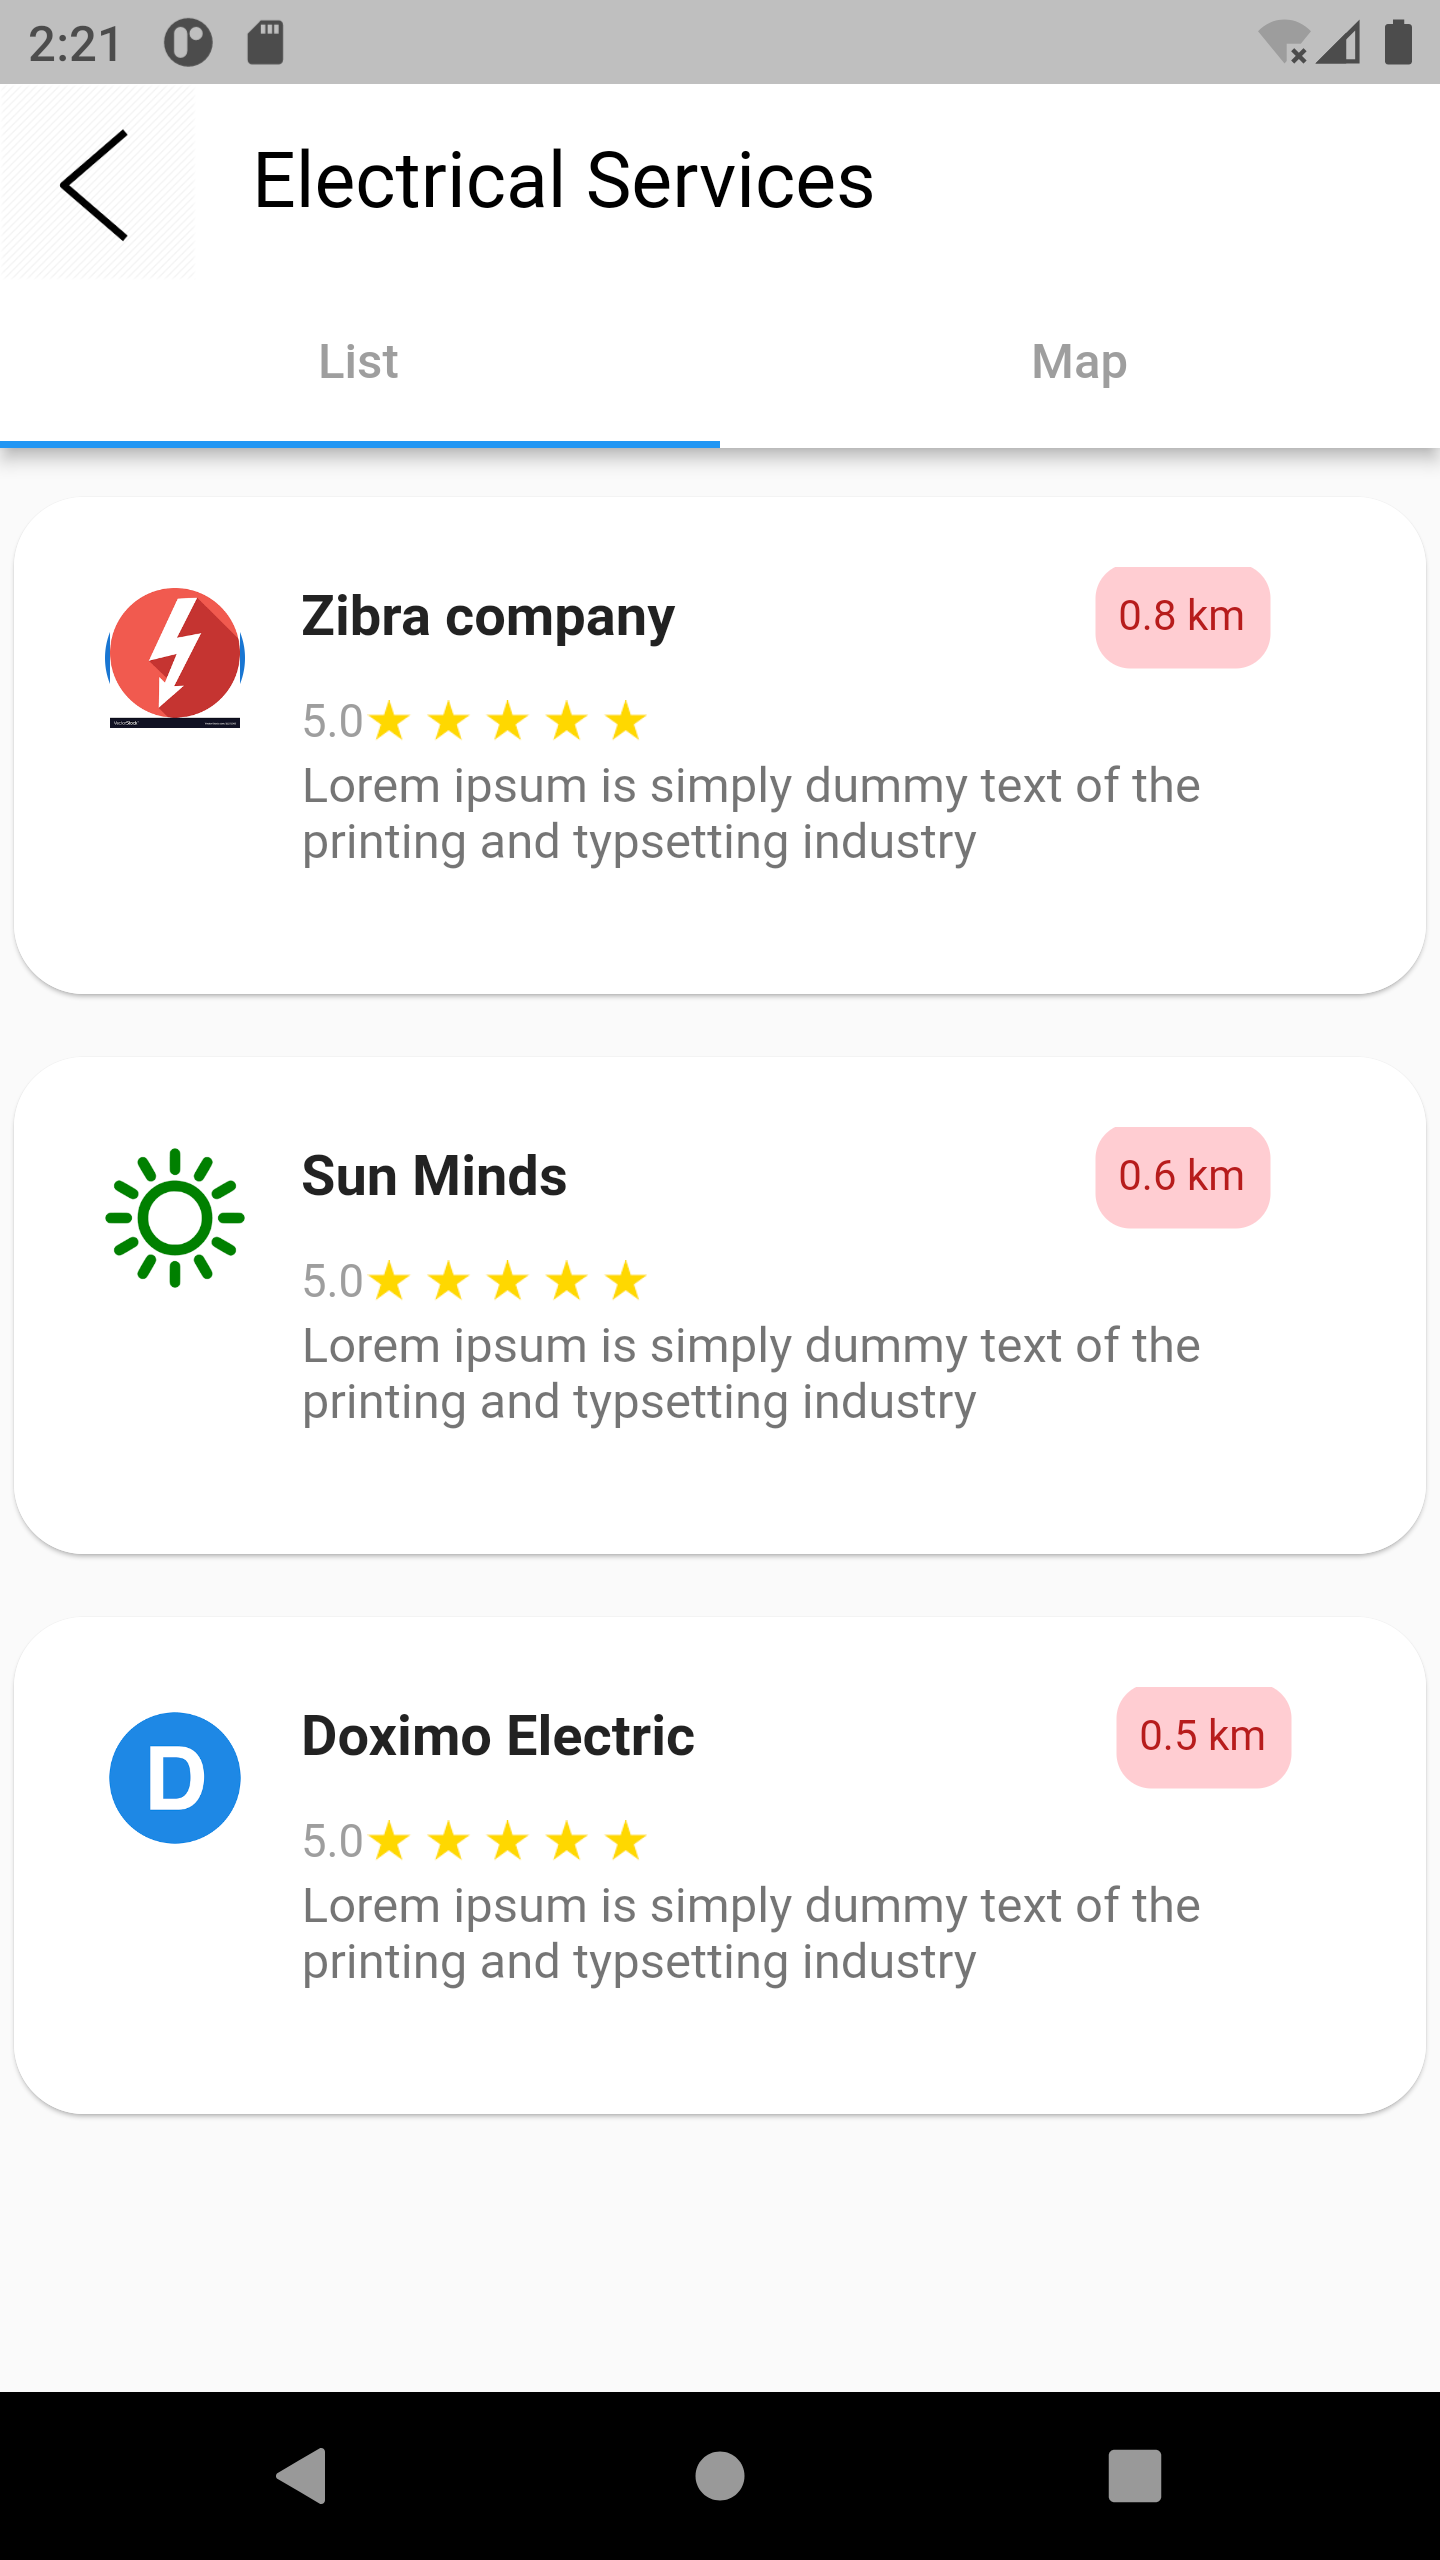 2:21
Electrical Services
List
Map
Zibra company
0.8 km
5.0
Lorem ipsum is simply dummy text of the
printing and typsetting industry
VectorStock
Sun Minds
0.6 km
5.0
Lorem ipsum is simply dummy text of the
printing and typsetting industry
D
Doximo Electric
0.5 km
5.0
Lorem ipsum is simply dummy text of the
printing and typsetting industry